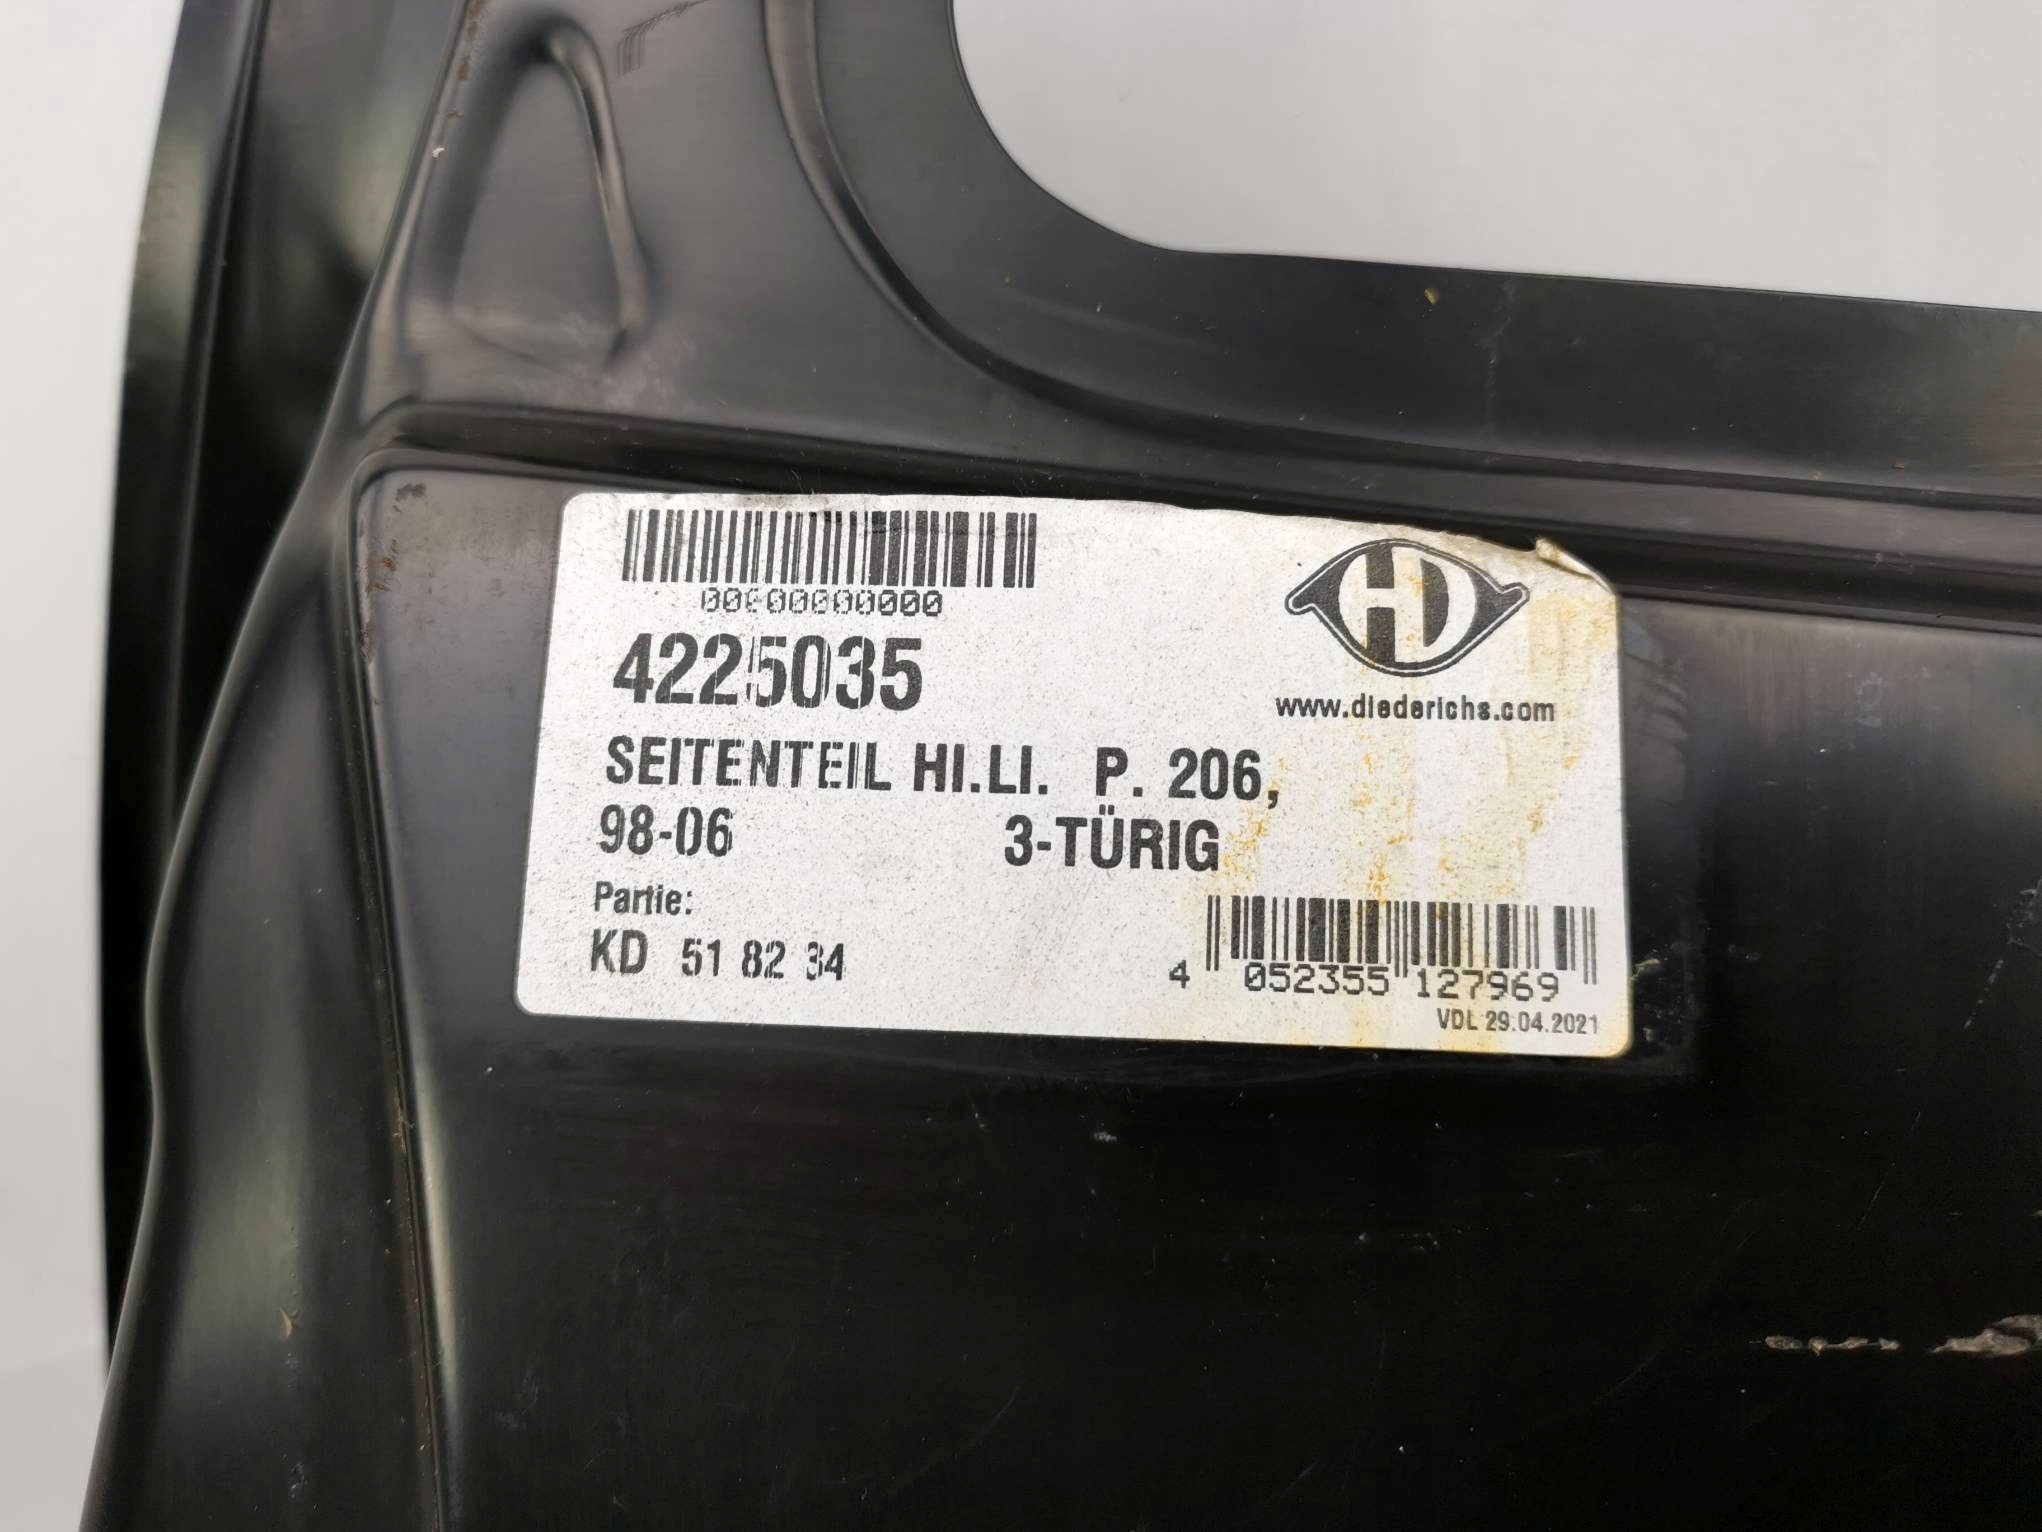 00000000000
HD
4225035
www.diederichs.com
SEITENTEIL HI.LI. P. 206,
98-06 3-TÜRIG
Partie:
KD 51 82 34
4 052355 127969
VDL 29.04.2021